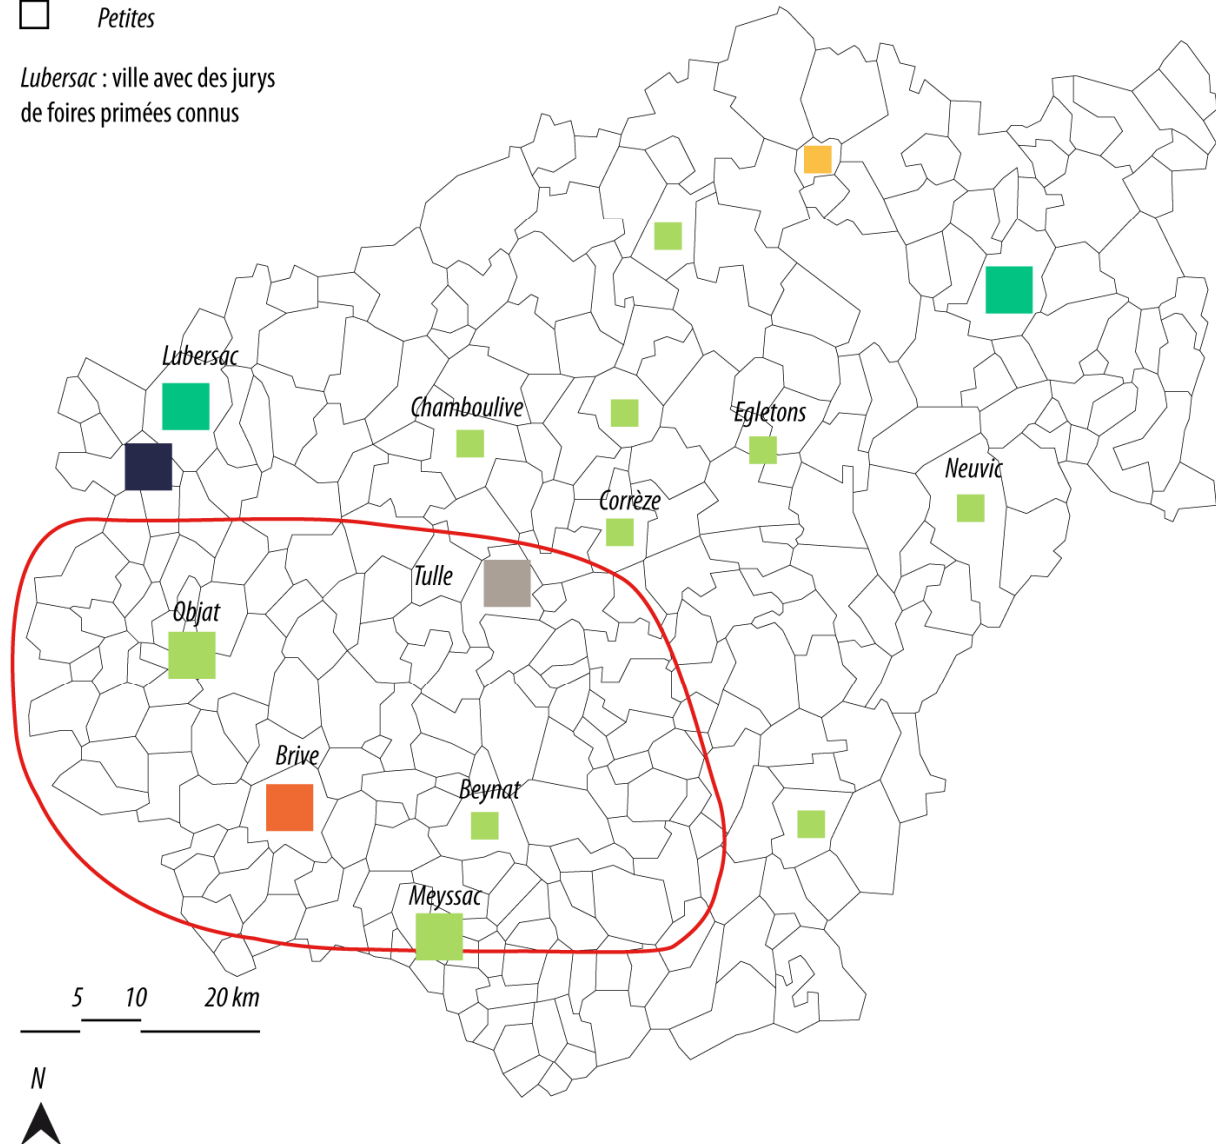 Petites
Lubersac : ville avec des jurys
de foires primées connus
Lubersac
Chamboulive
Egletons
Neuvic
Corrèze
Tulle
Objat
Brive
Beynat
Meyssac
5 10 20 km
N